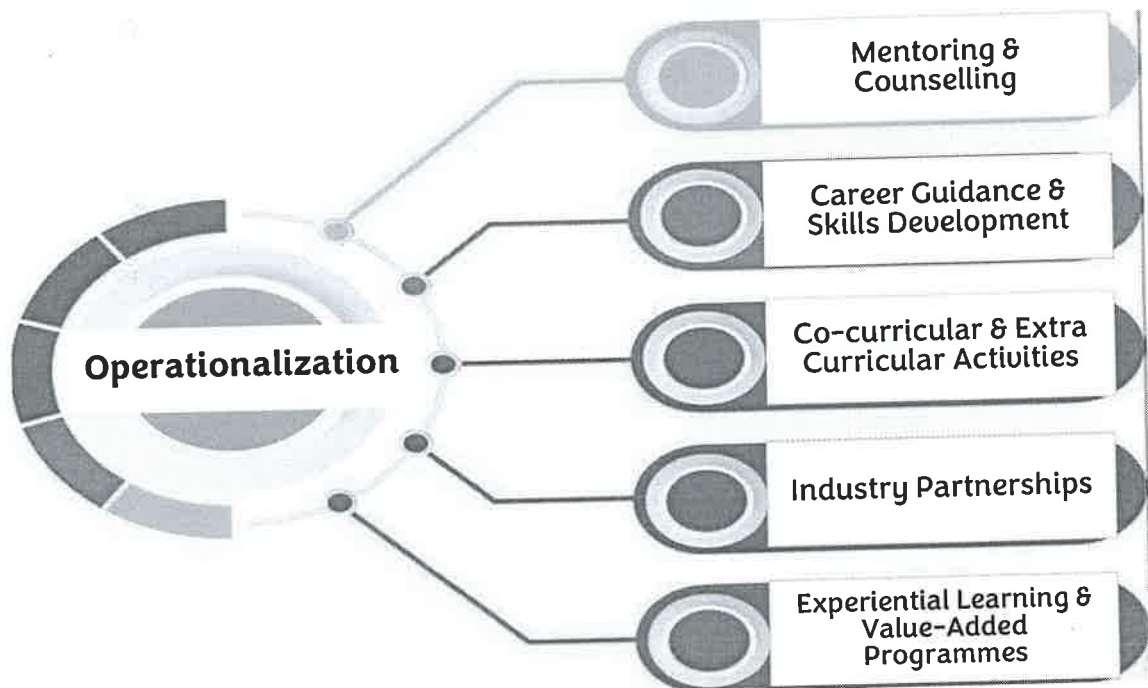 Mentoring &
Counselling
Career Guidance &
Skills Development
Operationalization
Co-curricular & Extra
Curricular Activities
Industry Partnerships
Experiential Learning &
Value-Added
Programmes